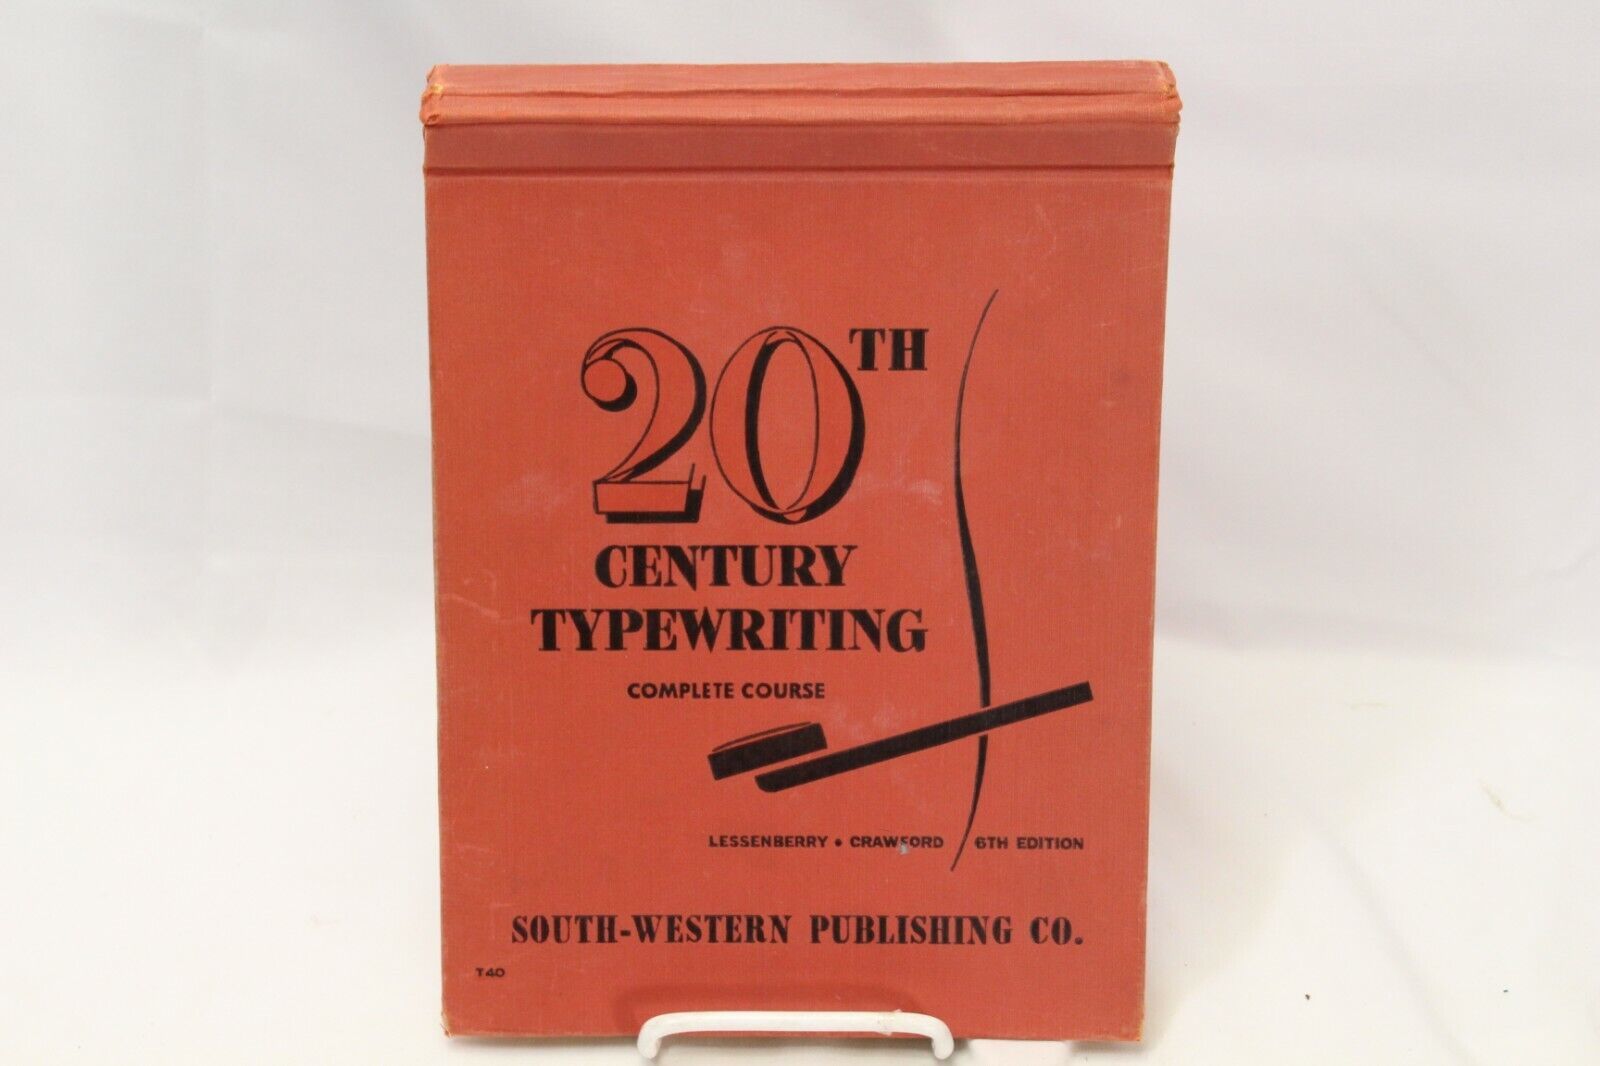 20TH
CENTURY
TYPEWRITING
COMPLETE COURSE
LESSENBERRY • CRAWFORD 6TH EDITION
SOUTH-WESTERN PUBLISHING CO.
T40